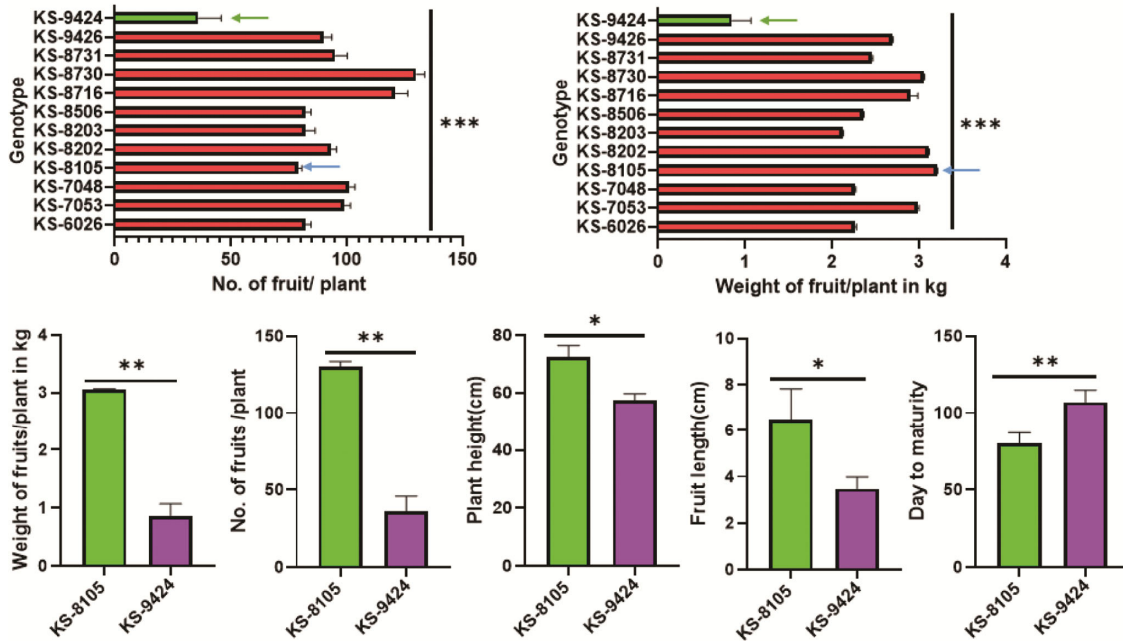 KS-9424
KS-9426
KS-8731
KS-8730
KS-8716
KS-8506
KS-8203
KS-8202
KS-8105
KS-7048
KS-7053
KS-6026
Genotype
***
0 50 100 150
No. of fruit/ plant
KS-9424
KS-9426
KS-8731
KS-8730
KS-8716
KS-8506
KS-8203
KS-8202
KS-8105
KS-7048
KS-7053
KS-6026
Genotype
***
0 1 2 3 4
Weight of fruit/plant in kg
Weight of fruits/plant in kg
4
3
2
1
0
**
KS-8105
KS-9424
No. of fruits /plant
150
100
50
0
**
KS-8105
KS-9424
Plant height(cm)
80
60
40
20
0
*
KS-8105
KS-9424
Fruit length(cm)
10
8
6
4
2
0
*
KS-8105
KS-9424
Day to maturity
150
100
50
0
**
KS-8105
KS-9424